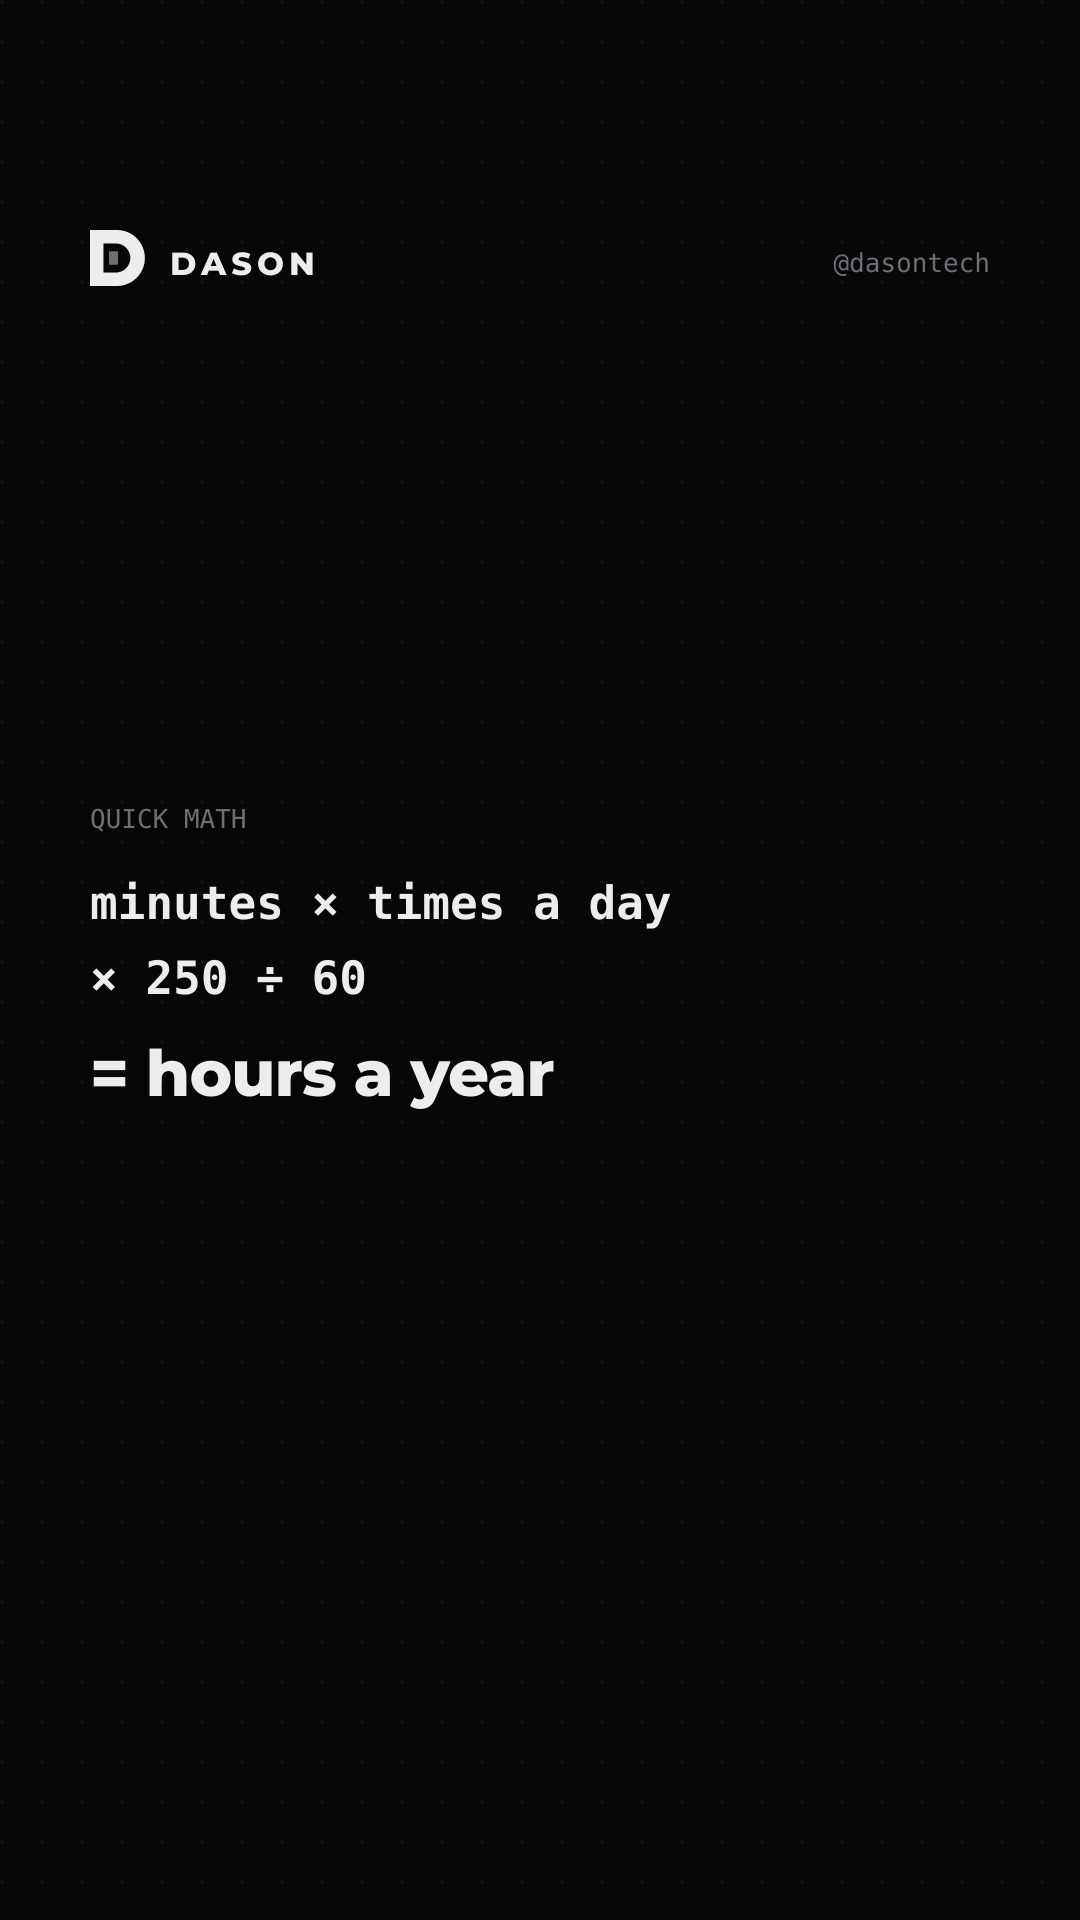 DASON
@dasontech
QUICK MATH
minutes × times a day
× 250 ÷ 60
= hours a year